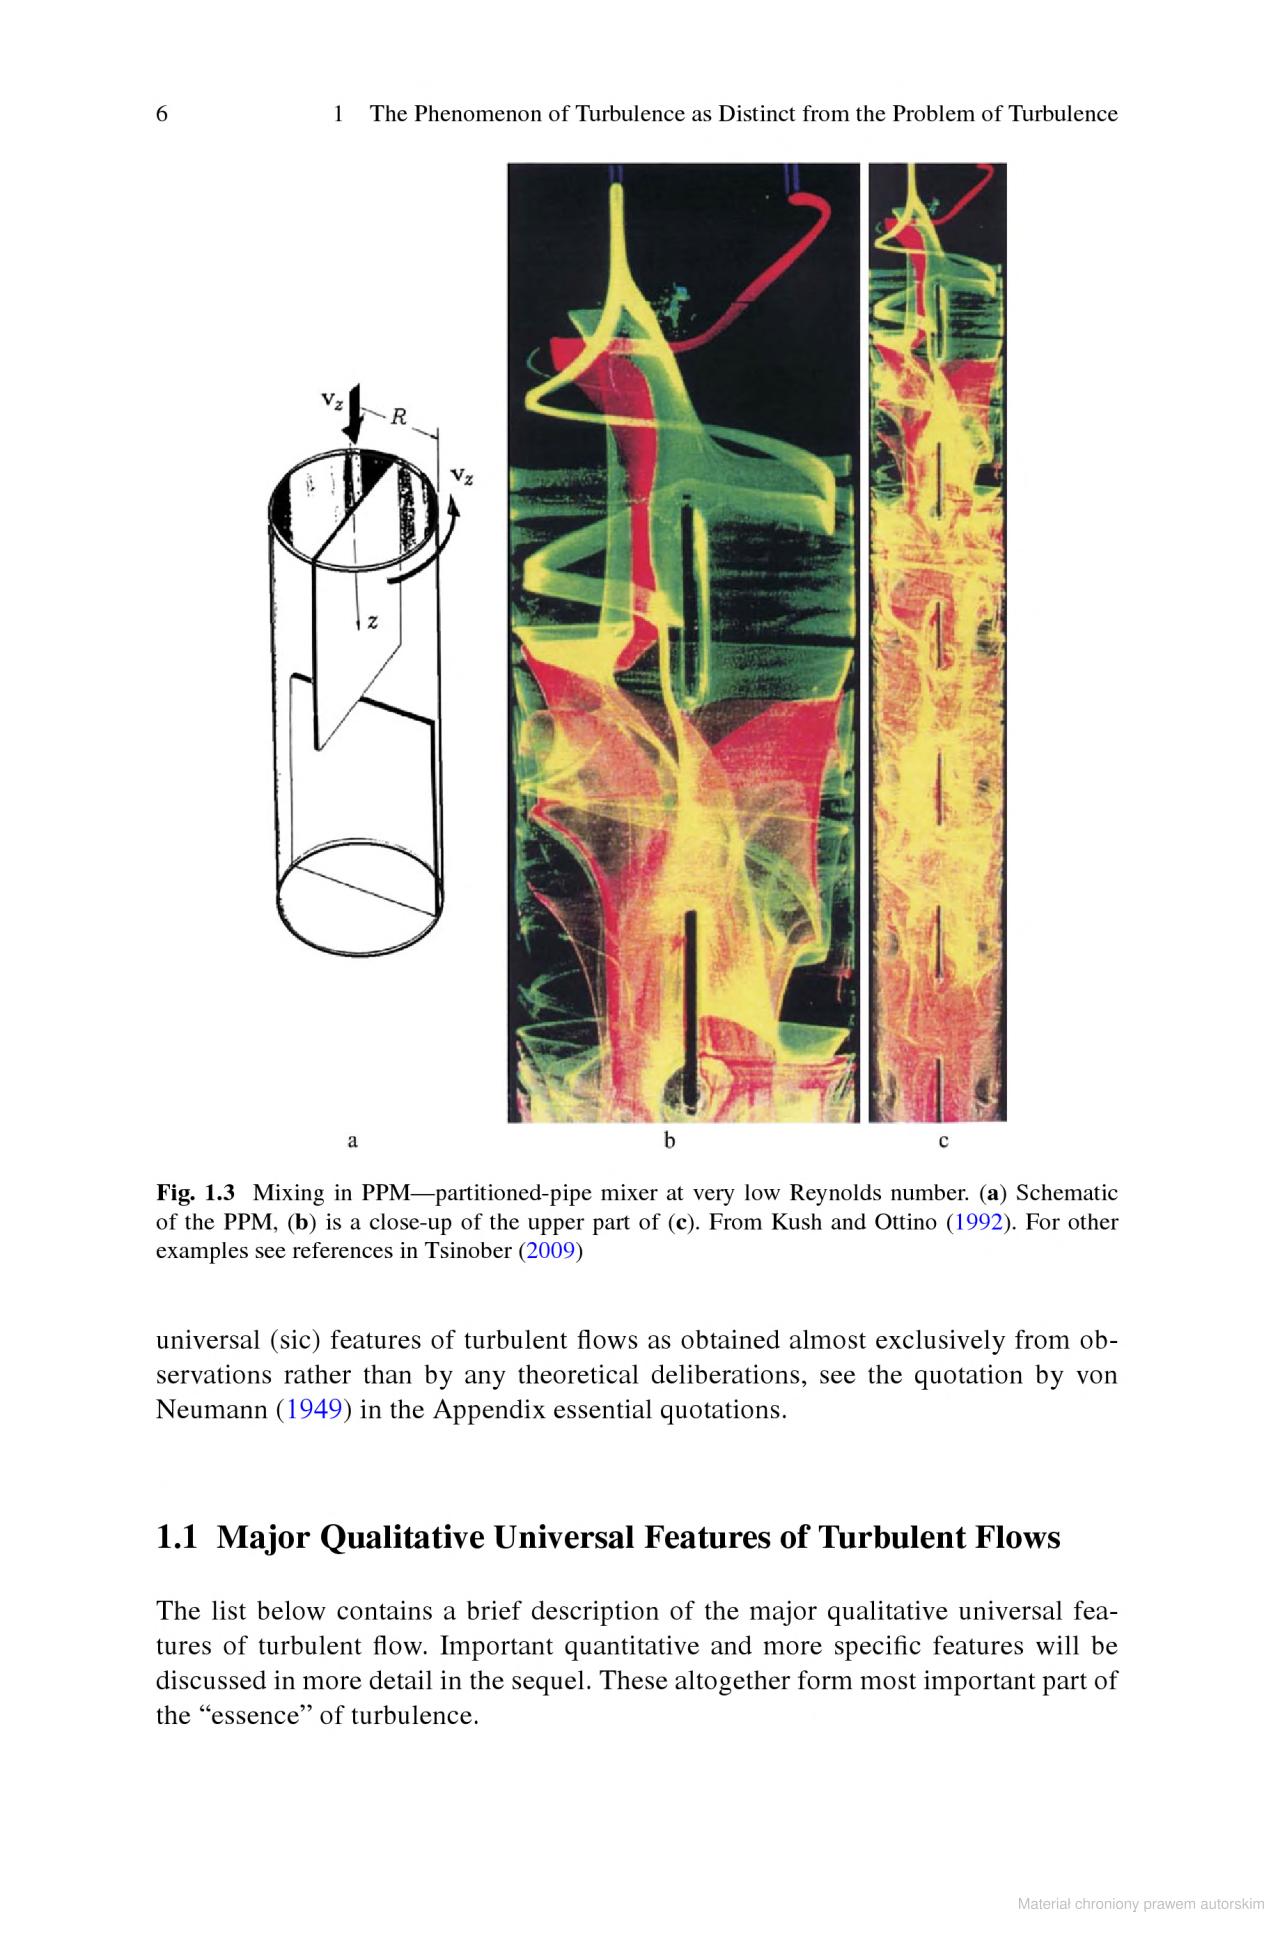 6 1 The Phenomenon of Turbulence as Distinct from the Problem of Turbulence
v_z
R
v_z
z
a b c
Fig. 1.3 Mixing in PPM—partitioned-pipe mixer at very low Reynolds number. (a) Schematic
of the PPM, (b) is a close-up of the upper part of (c). From Kush and Ottino (1992). For other
examples see references in Tsinober (2009)
universal (sic) features of turbulent flows as obtained almost exclusively from ob-
servations rather than by any theoretical deliberations, see the quotation by von
Neumann (1949) in the Appendix essential quotations.
1.1 Major Qualitative Universal Features of Turbulent Flows
The list below contains a brief description of the major qualitative universal fea-
tures of turbulent flow. Important quantitative and more specific features will be
discussed in more detail in the sequel. These altogether form most important part of
the “essence” of turbulence.
Materiał chroniony prawem autorskim